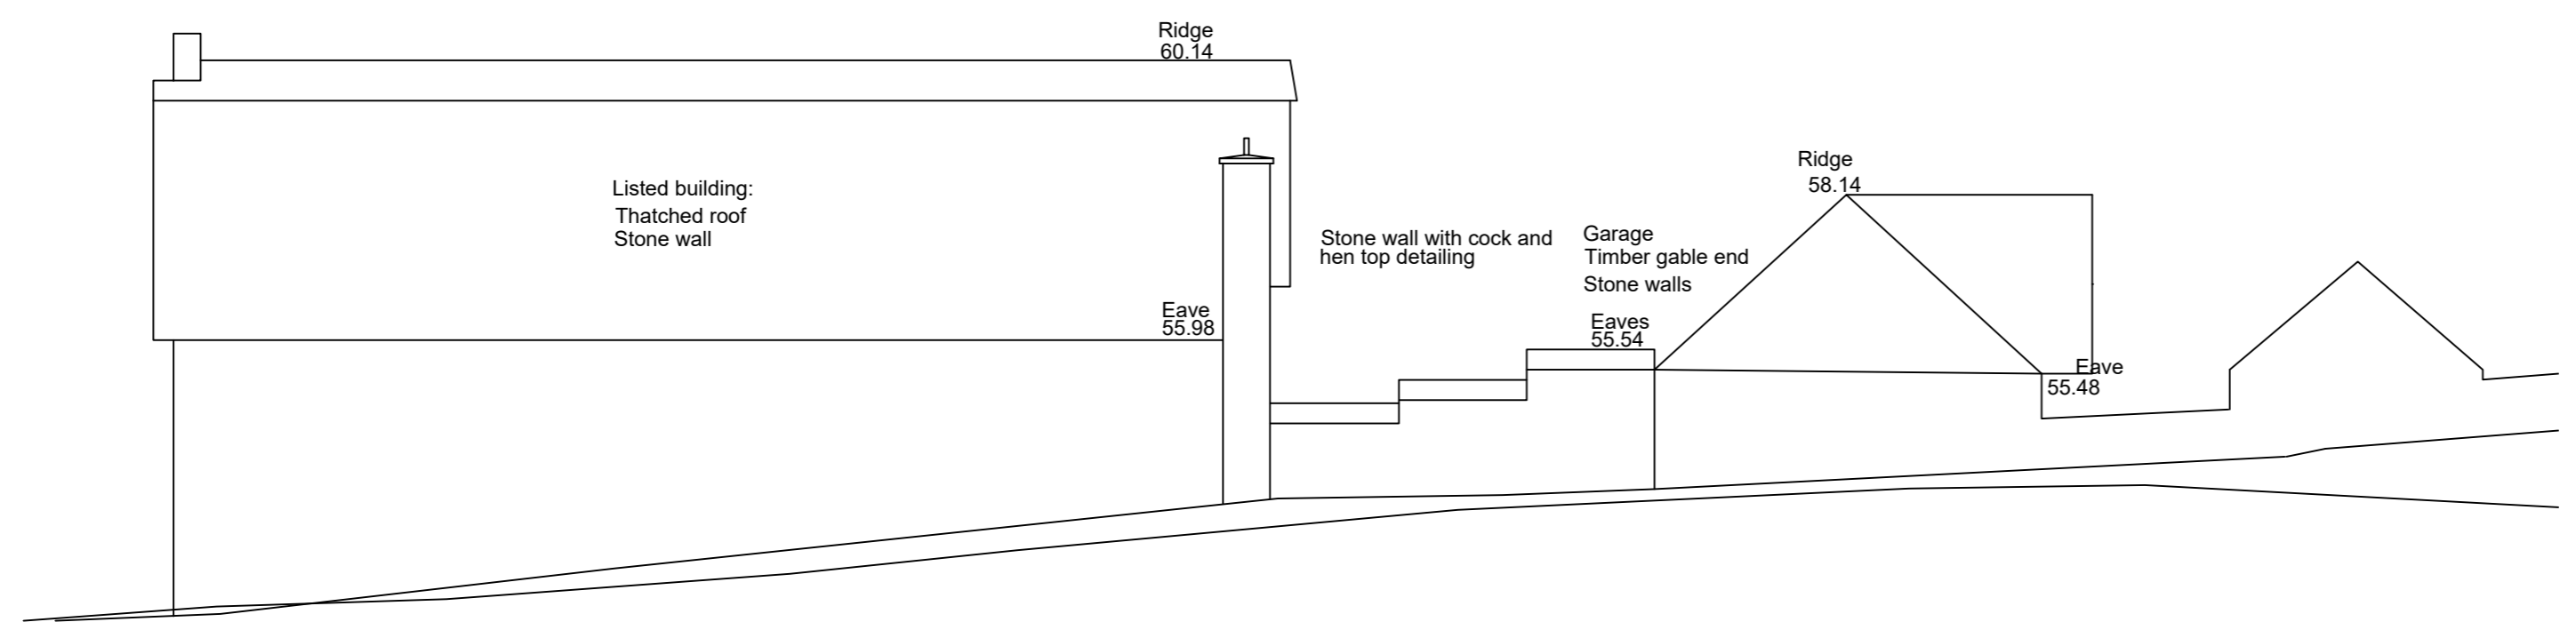 Ridge
60.14
Listed building:
Thatched roof
Stone wall
Eave
55.98
Stone wall with cock and
hen top detailing
Garage
Timber gable end
Stone walls
Eaves
55.54
Ridge
58.14
Eave
55.48